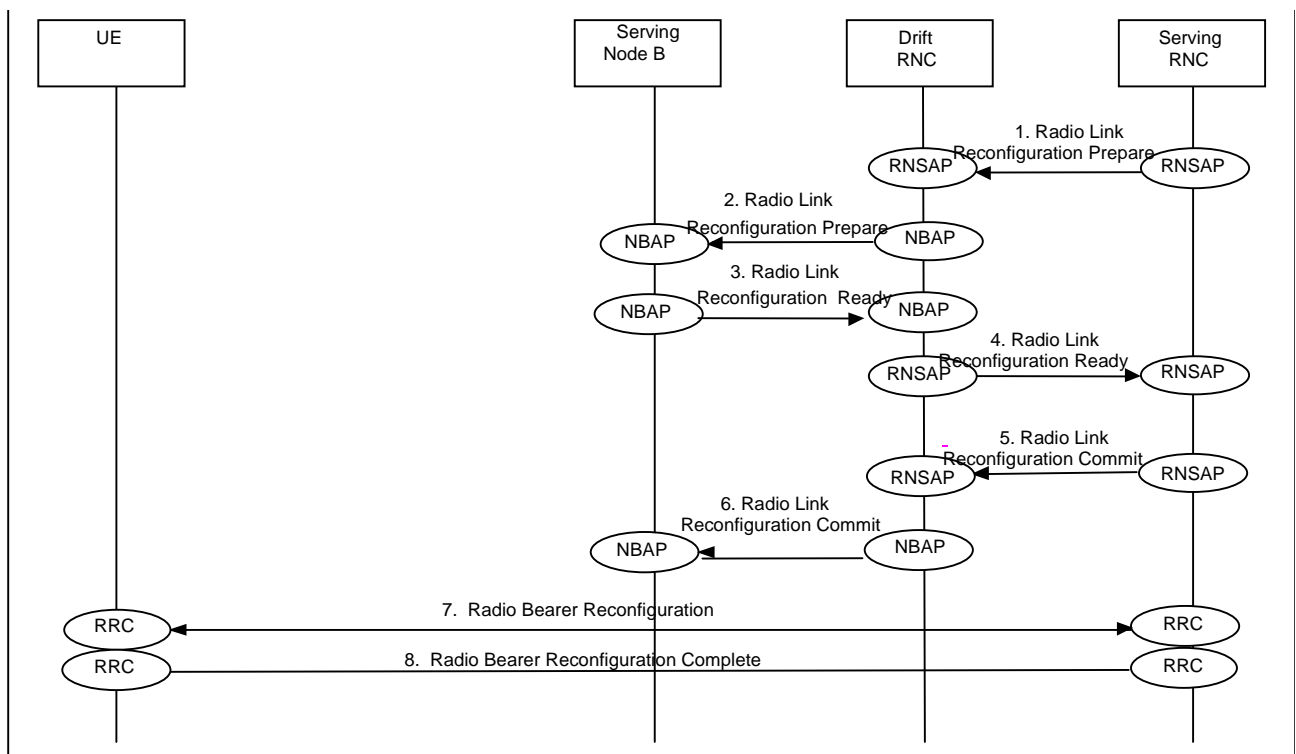 UE
Serving
Node B
Drift
RNC
Serving
RNC
1. Radio Link
Reconfiguration Prepare
RNSAP
RNSAP
2. Radio Link
Reconfiguration Prepare
NBAP
NBAP
3. Radio Link
Reconfiguration Ready
NBAP
NBAP
4. Radio Link
Reconfiguration Ready
RNSAP
RNSAP
5. Radio Link
Reconfiguration Commit
RNSAP
RNSAP
6. Radio Link
Reconfiguration Commit
NBAP
NBAP
7. Radio Bearer Reconfiguration
RRC
RRC
8. Radio Bearer Reconfiguration Complete
RRC
RRC